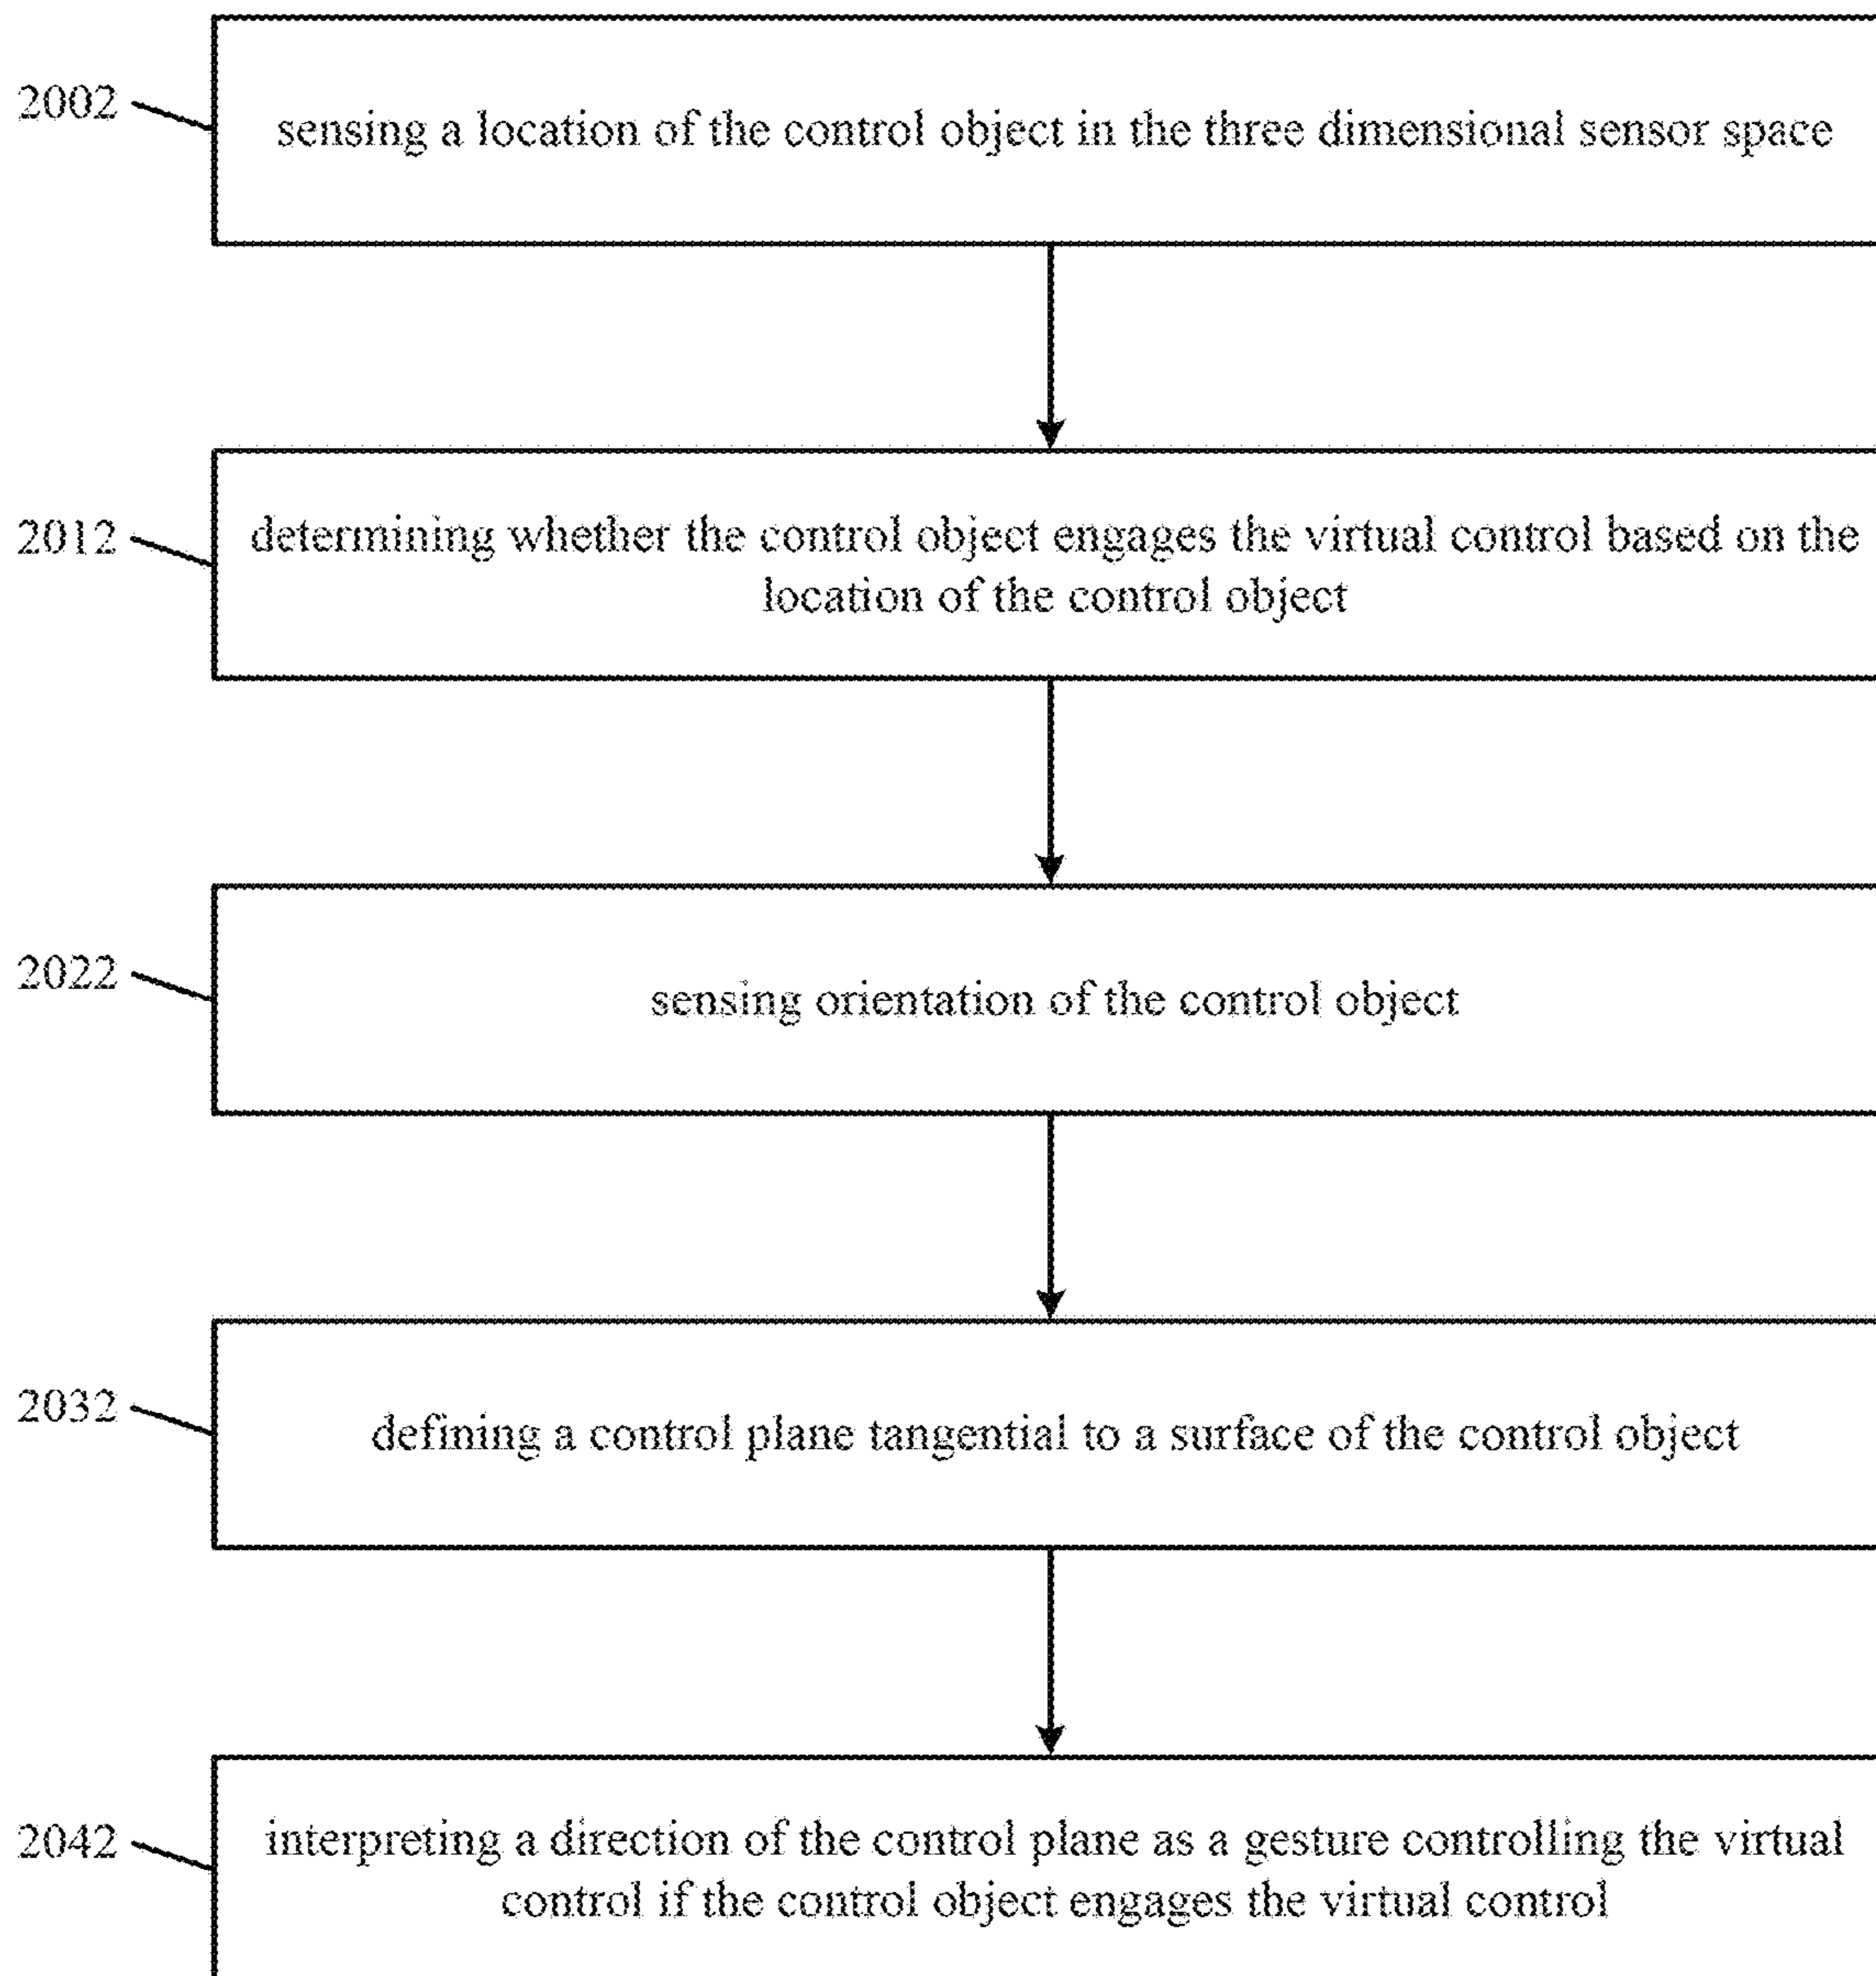 2002
sensing a location of the control object in the three dimensional sensor space
2012
determining whether the control object engages the virtual control based on the
location of the control object
2022
sensing orientation of the control object
2032
defining a control plane tangential to a surface of the control object
2042
interpreting a direction of the control plane as a gesture controlling the virtual
control if the control object engages the virtual control